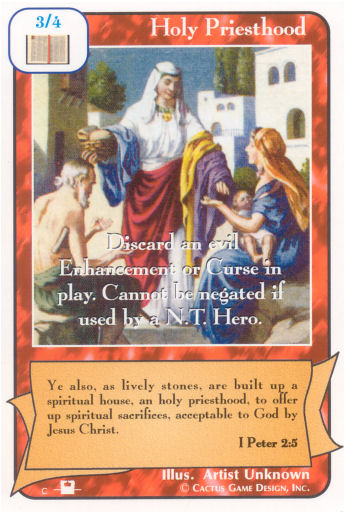 3/4
Holy Priesthood
Discard an evil
Enhancement or Curse in
play. Cannot be negated if
used by a N.T. Hero.
Ye also, as lively stones, are built up a
spiritual house, an holy priesthood, to offer
up spiritual sacrifices, acceptable to God by
Jesus Christ.
I Peter 2:5
Illus. Artist Unknown
C
© Cactus Game Design, Inc.